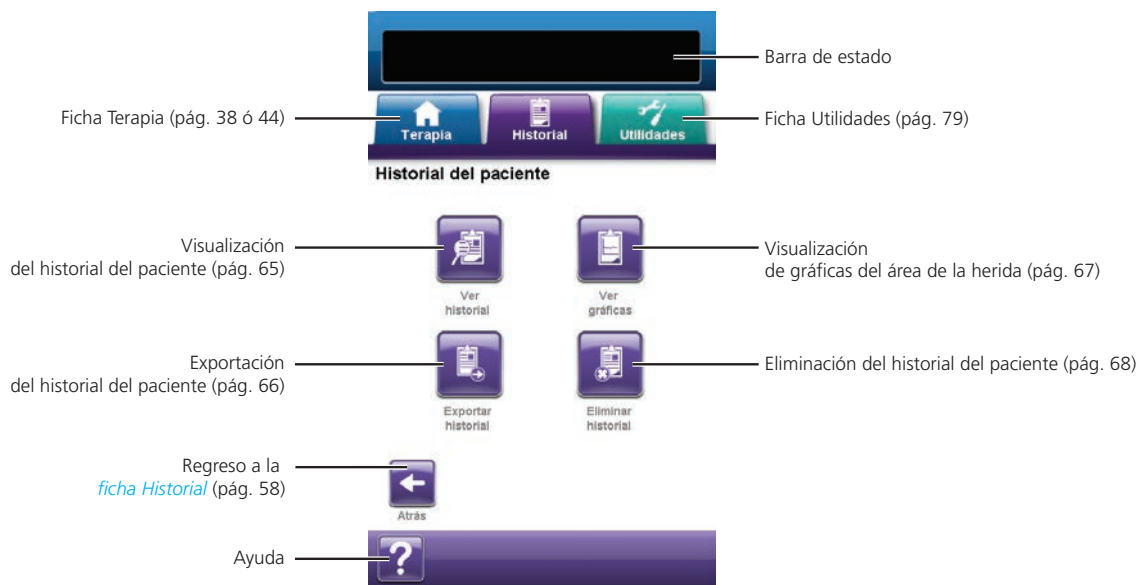 Barra de estado
Ficha Terapia (pág. 38 ó 44)
Terapia
Historial
Utilidades
Ficha Utilidades (pág. 79)
Historial del paciente
Visualización
del historial del paciente (pág. 65)
Ver
historial
Ver
gráficas
Visualización
de gráficas del área de la herida (pág. 67)
Exportación
del historial del paciente (pág. 66)
Exportar
historial
Eliminar
historial
Eliminación del historial del paciente (pág. 68)
Regreso a la
ficha Historial (pág. 58)
Atrás
Ayuda
?